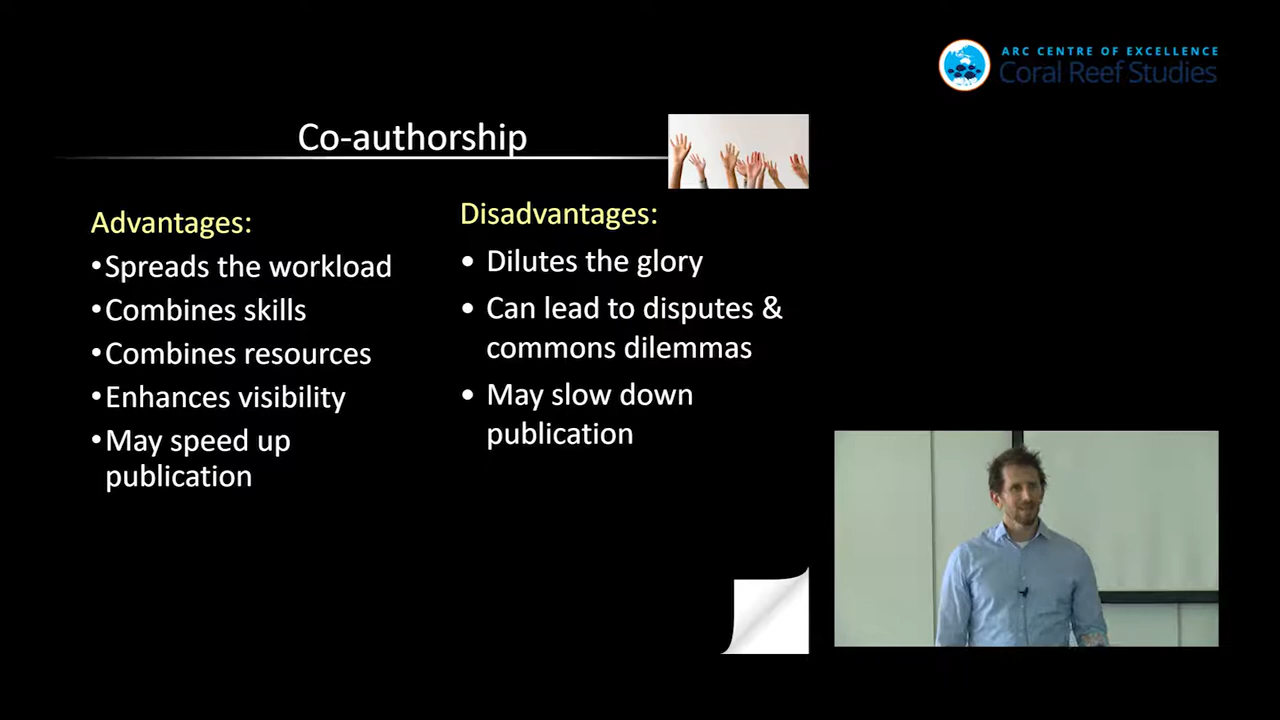 ARC CENTRE OF EXCELLENCE
Coral Reef Studies
Co-authorship
Advantages:
•Spreads the workload
•Combines skills
•Combines resources
•Enhances visibility
•May speed up
publication
Disadvantages:
• Dilutes the glory
• Can lead to disputes &
commons dilemmas
• May slow down
publication